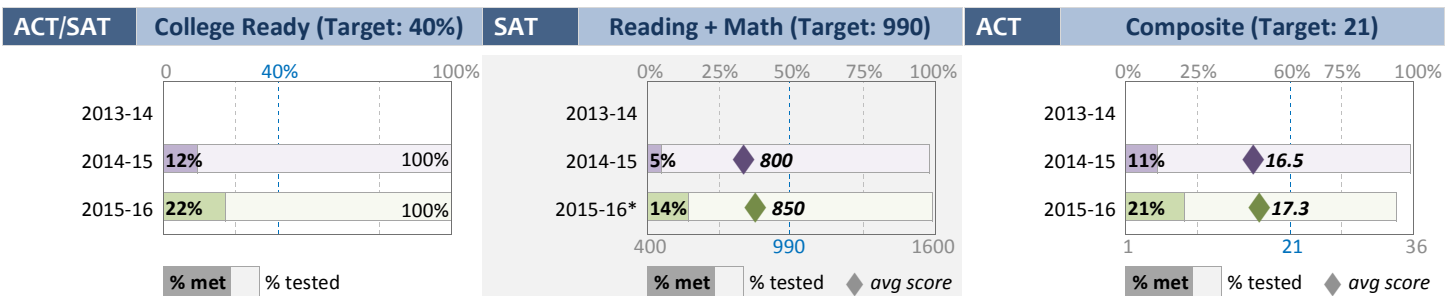 ACT/SAT College Ready (Target: 40%)
0 40% 100%
2013-14
2014-15 12% 100%
2015-16 22% 100%
% met % tested
SAT Reading + Math (Target: 990)
0% 25% 50% 75% 100%
2013-14
2014-15 5% 800
2015-16* 14% 850
400 990 1600
% met % tested avg score
ACT Composite (Target: 21)
0% 25% 60% 75% 100%
2013-14
2014-15 11% 16.5
2015-16 21% 17.3
1 21 36
% met % tested avg score